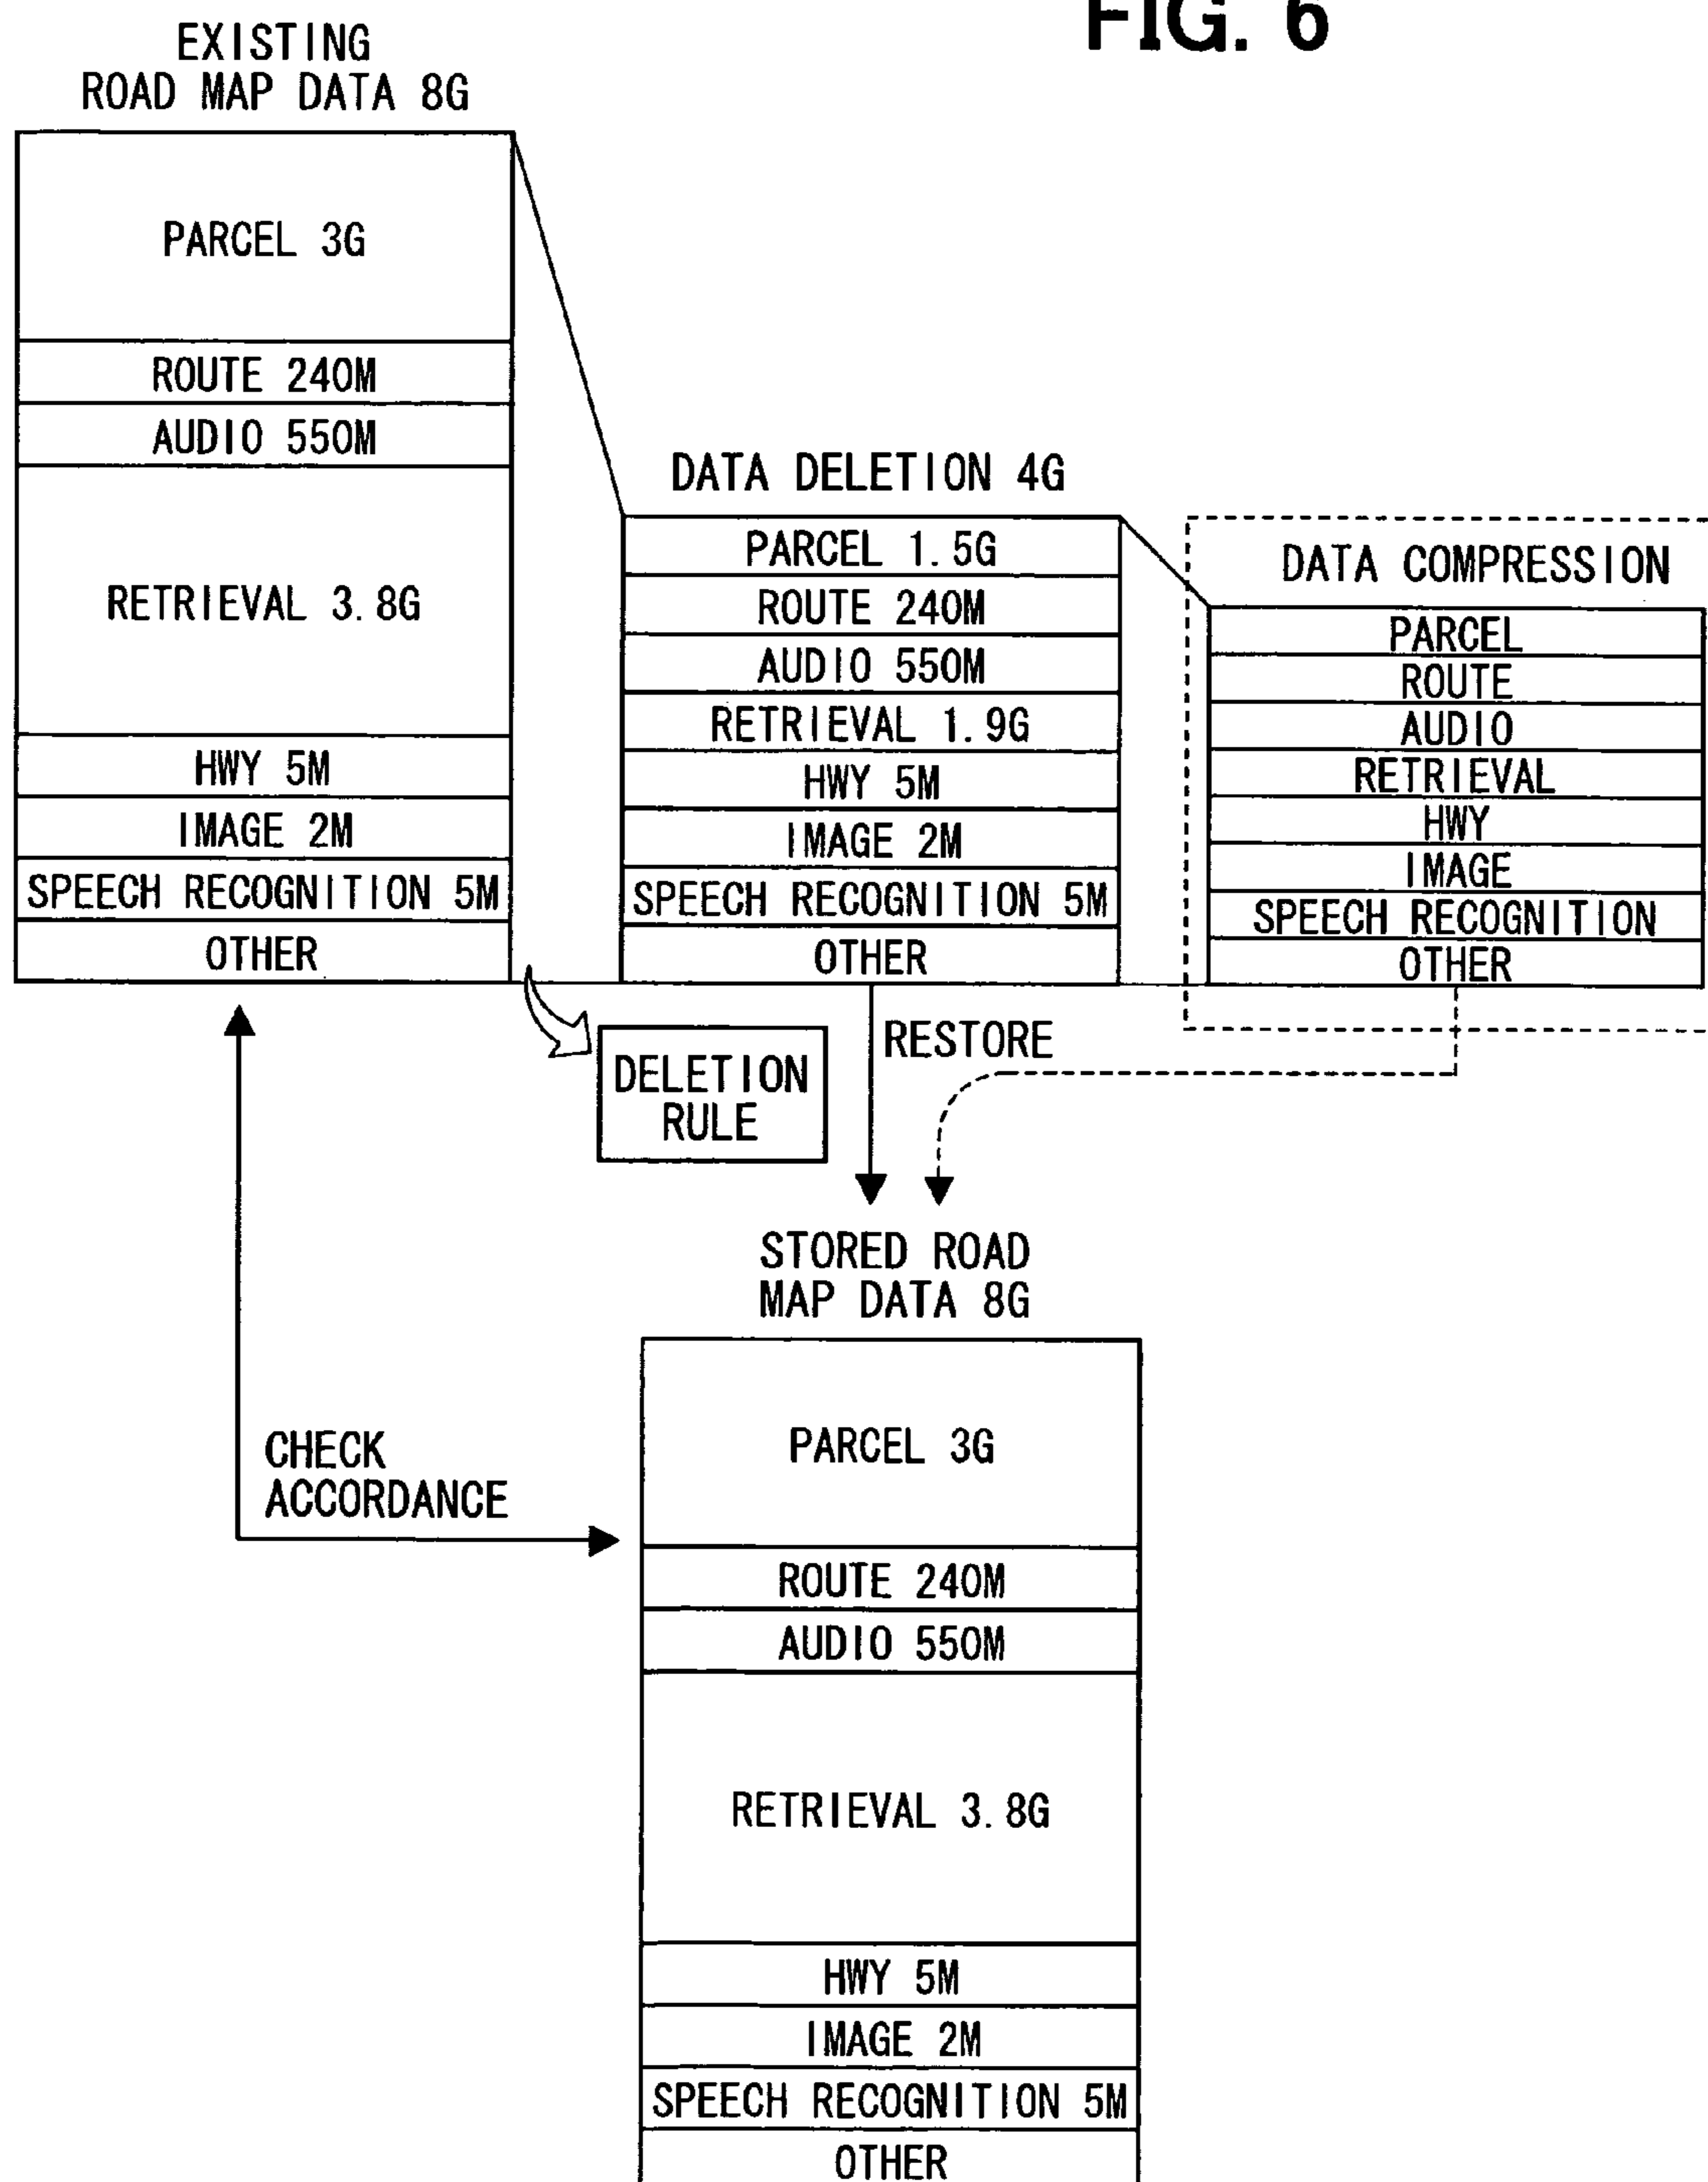 FIG. 6
EXISTING
ROAD MAP DATA 8G
PARCEL 3G
ROUTE 240M
AUDIO 550M
RETRIEVAL 3.8G
HWY 5M
IMAGE 2M
SPEECH RECOGNITION 5M
OTHER
DATA DELETION 4G
PARCEL 1.5G
ROUTE 240M
AUDIO 550M
RETRIEVAL 1.9G
HWY 5M
IMAGE 2M
SPEECH RECOGNITION 5M
OTHER
DATA COMPRESSION
PARCEL
ROUTE
AUDIO
RETRIEVAL
HWY
IMAGE
SPEECH RECOGNITION
OTHER
DELETION
RULE
RESTORE
CHECK
ACCORDANCE
STORED ROAD
MAP DATA 8G
PARCEL 3G
ROUTE 240M
AUDIO 550M
RETRIEVAL 3.8G
HWY 5M
IMAGE 2M
SPEECH RECOGNITION 5M
OTHER